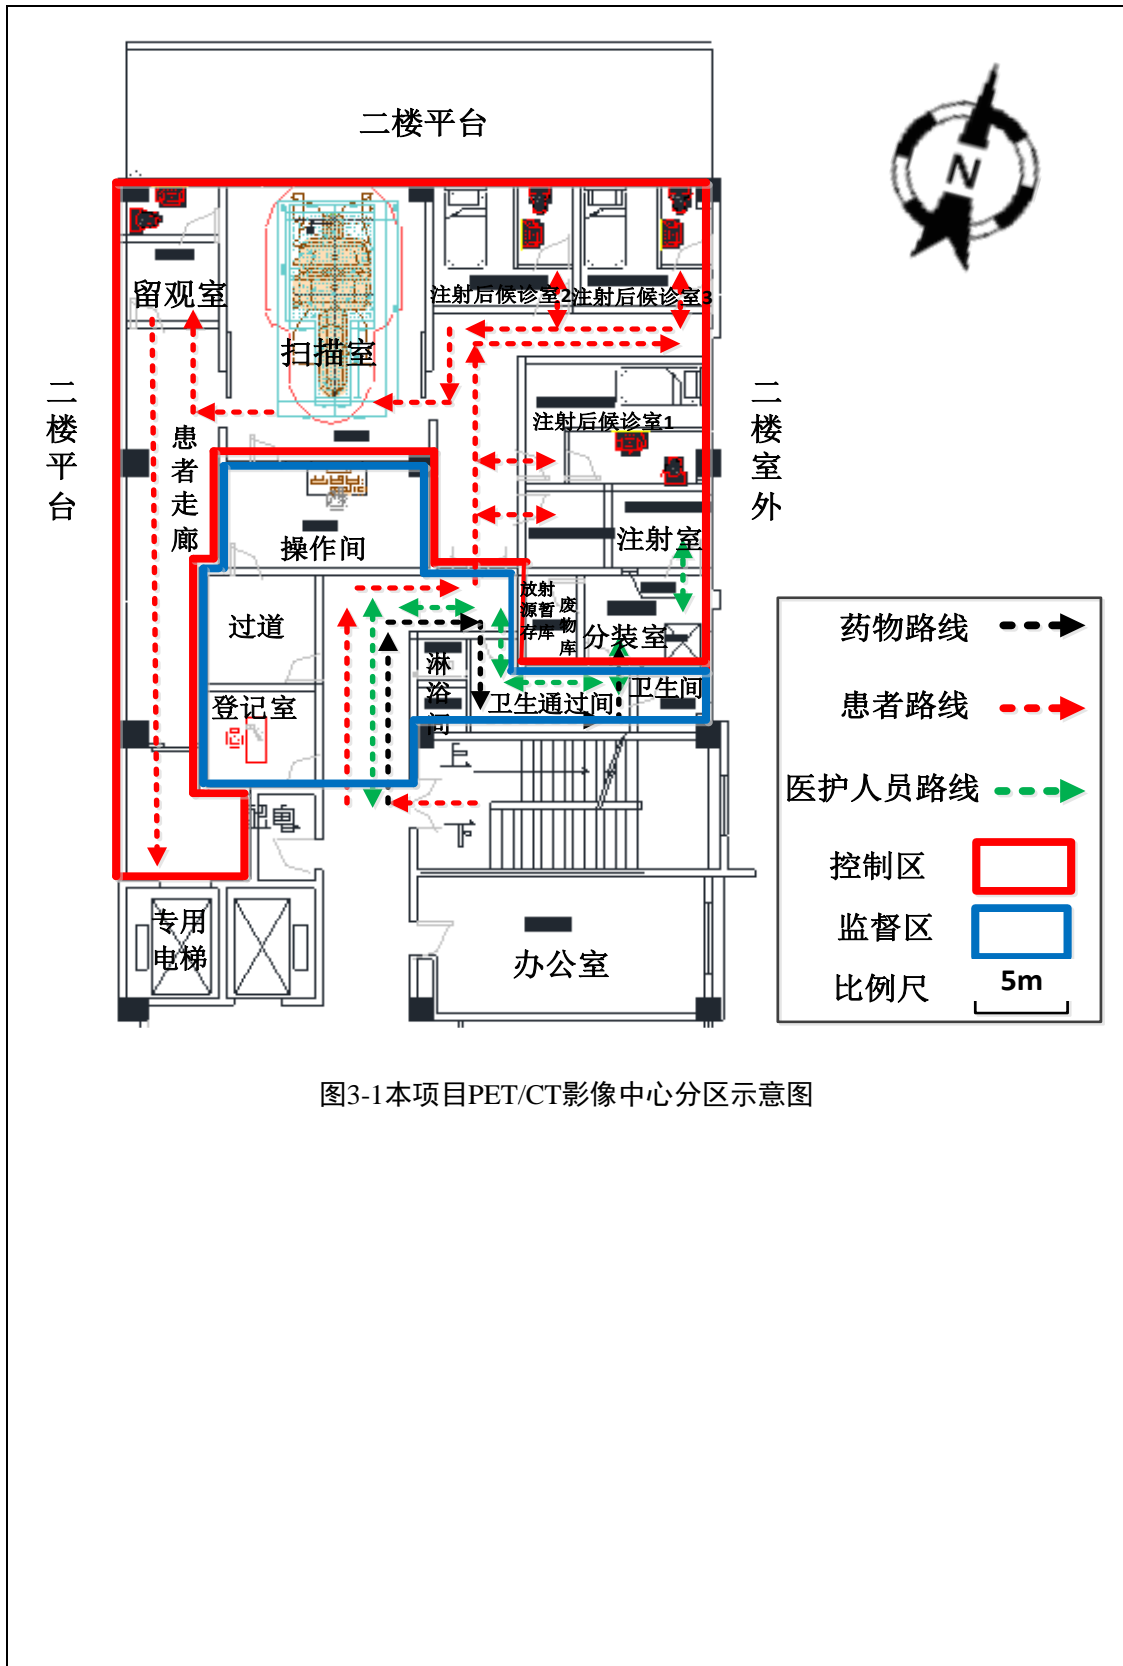 二楼平台
N
留观室
注射后候诊室2
注射后候诊室3
扫描室
二楼平台
二楼室外
患者走廊
注射后候诊室1
操作间
注射室
过道
放射源暂存库
废物库
分装室
淋浴间
登记室
卫生通过间
卫生间
上
下
配电
专用
电梯
办公室
药物路线
患者路线
医护人员路线
控制区
监督区
比例尺
5m
图3-1本项目PET/CT影像中心分区示意图